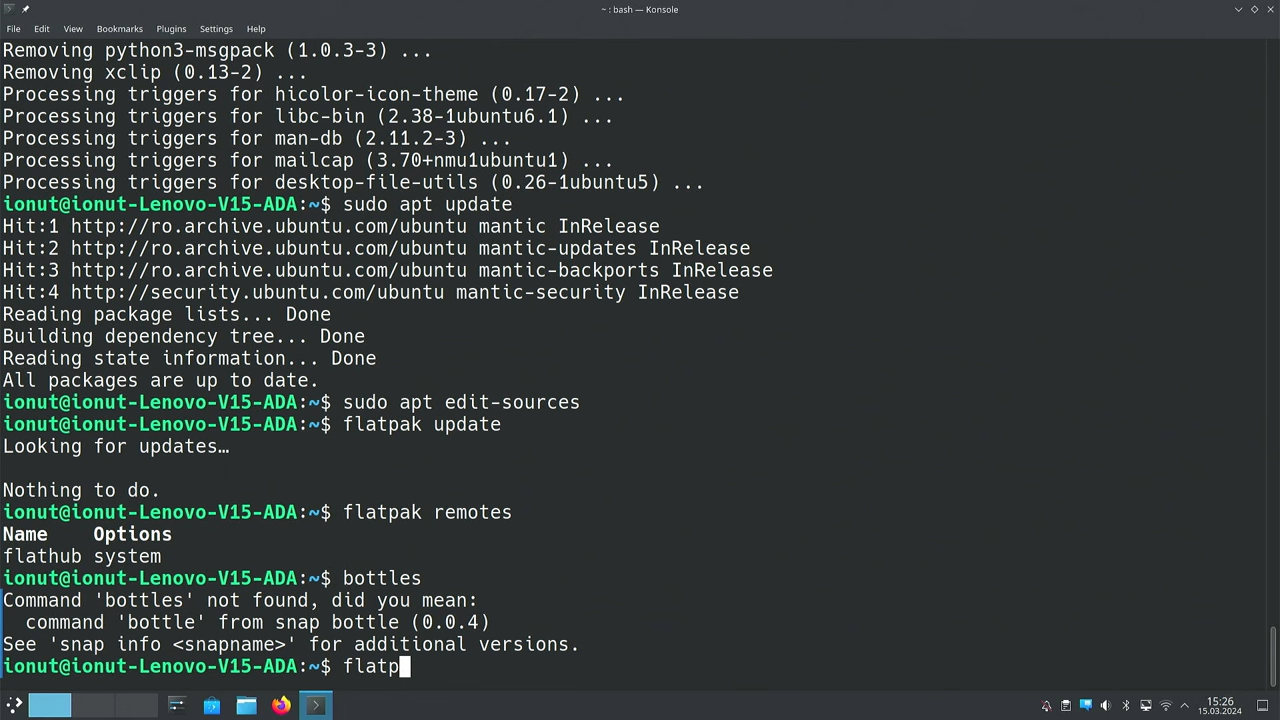 ~ : bash — Konsole
File Edit View Bookmarks Plugins Settings Help
Removing python3-msgpack (1.0.3-3) ...
Removing xclip (0.13-2) ...
Processing triggers for hicolor-icon-theme (0.17-2) ...
Processing triggers for libc-bin (2.38-1ubuntu6.1) ...
Processing triggers for man-db (2.11.2-3) ...
Processing triggers for mailcap (3.70+nmu1ubuntu1) ...
Processing triggers for desktop-file-utils (0.26-1ubuntu5) ...
ionut@ionut-Lenovo-V15-ADA:~$ sudo apt update
Hit:1 http://ro.archive.ubuntu.com/ubuntu mantic InRelease
Hit:2 http://ro.archive.ubuntu.com/ubuntu mantic-updates InRelease
Hit:3 http://ro.archive.ubuntu.com/ubuntu mantic-backports InRelease
Hit:4 http://security.ubuntu.com/ubuntu mantic-security InRelease
Reading package lists... Done
Building dependency tree... Done
Reading state information... Done
All packages are up to date.
ionut@ionut-Lenovo-V15-ADA:~$ sudo apt edit-sources
ionut@ionut-Lenovo-V15-ADA:~$ flatpak update
Looking for updates…
Nothing to do.
ionut@ionut-Lenovo-V15-ADA:~$ flatpak remotes
Name Options
flathub system
ionut@ionut-Lenovo-V15-ADA:~$ bottles
Command 'bottles' not found, did you mean:
command 'bottle' from snap bottle (0.0.4)
See 'snap info <snapname>' for additional versions.
ionut@ionut-Lenovo-V15-ADA:~$ flatp
15:26
15.03.2024